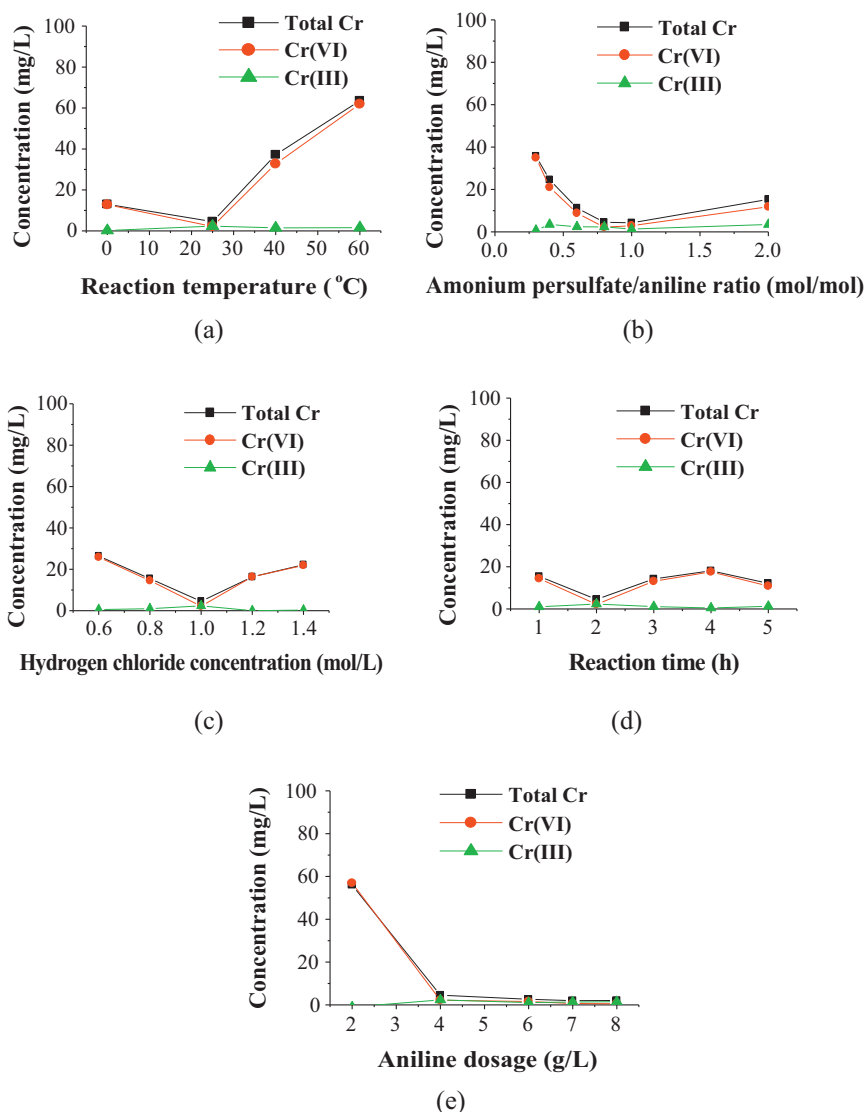 Total Cr
Cr(VI)
Cr(III)
Concentration (mg/L)
100
80
60
40
20
0
0 10 20 30 40 50 60
Reaction temperature ( °C)
(a)
Total Cr
Cr(VI)
Cr(III)
Concentration (mg/L)
100
80
60
40
20
0
0.0 0.5 1.0 1.5 2.0
Amonium persulfate/aniline ratio (mol/mol)
(b)
Total Cr
Cr(VI)
Cr(III)
Concentration (mg/L)
100
80
60
40
20
0
0.6 0.8 1.0 1.2 1.4
Hydrogen chloride concentration (mol/L)
(c)
Total Cr
Cr(VI)
Cr(III)
Concentration (mg/L)
100
80
60
40
20
0
1 2 3 4 5
Reaction time (h)
(d)
Total Cr
Cr(VI)
Cr(III)
Concentration (mg/L)
100
80
60
40
20
0
2 3 4 5 6 7 8
Aniline dosage (g/L)
(e)